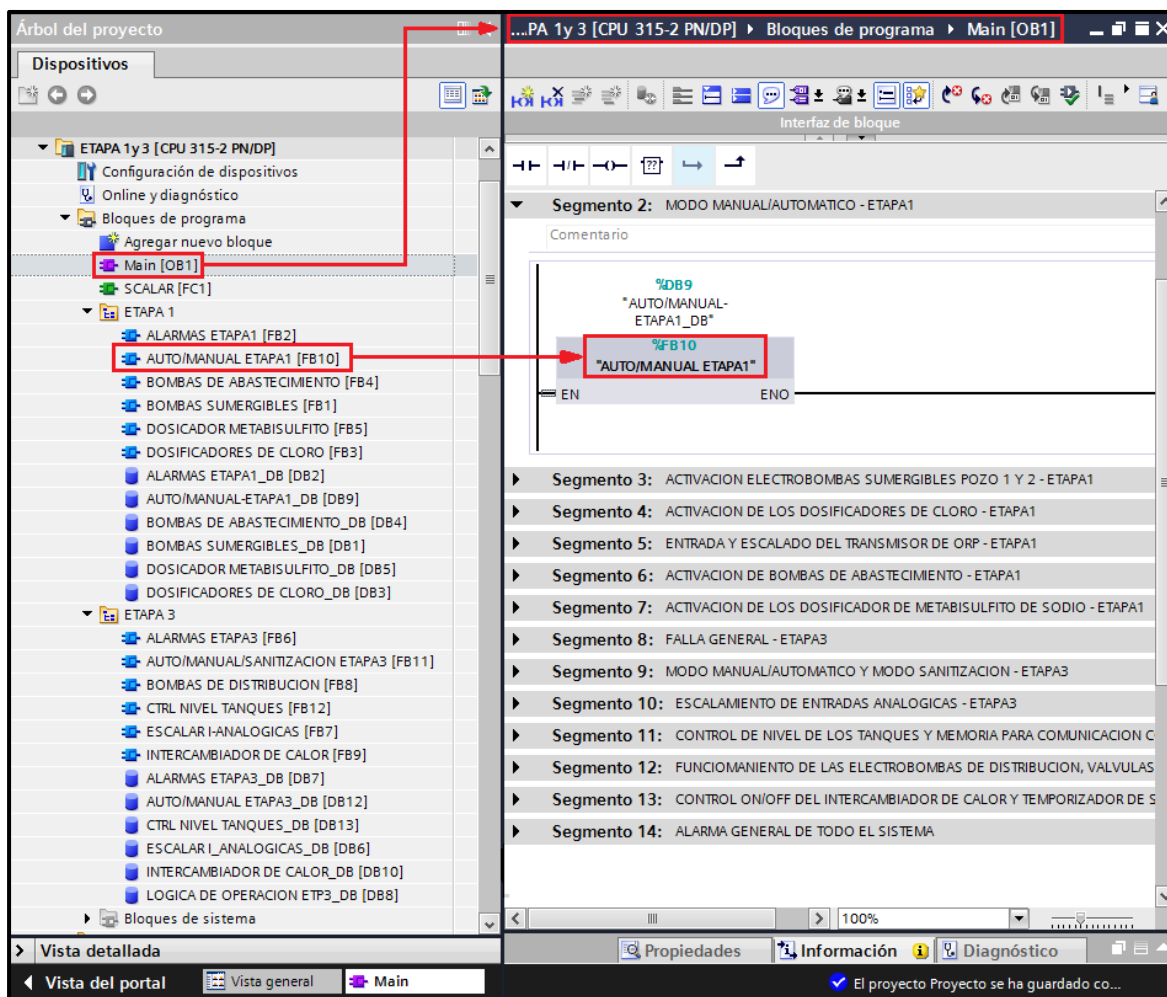 Árbol del proyecto
Dispositivos
ETAPA 1y 3 [CPU 315-2 PN/DP]
Configuración de dispositivos
Online y diagnóstico
Bloques de programa
Agregar nuevo bloque
Main [OB1]
SCALAR [FC1]
ETAPA 1
ALARMAS ETAPA1 [FB2]
AUTO/MANUAL ETAPA1 [FB10]
BOMBAS DE ABASTECIMIENTO [FB4]
BOMBAS SUMERGIBLES [FB1]
DOSICADOR METABISULFITO [FB5]
DOSIFICADORES DE CLORO [FB3]
ALARMAS ETAPA1_DB [DB2]
AUTO/MANUAL-ETAPA1_DB [DB9]
BOMBAS DE ABASTECIMIENTO_DB [DB4]
BOMBAS SUMERGIBLES_DB [DB1]
DOSICADOR METABISULFITO_DB [DB5]
DOSIFICADORES DE CLORO_DB [DB3]
ETAPA 3
ALARMAS ETAPA3 [FB6]
AUTO/MANUAL/SANITIZACION ETAPA3 [FB11]
BOMBAS DE DISTRIBUCION [FB8]
CTRL NIVEL TANQUES [FB12]
ESCALAR I-ANALOGICAS [FB7]
INTERCAMBIADOR DE CALOR [FB9]
ALARMAS ETAPA3_DB [DB7]
AUTO/MANUAL ETAPA3_DB [DB12]
CTRL NIVEL TANQUES_DB [DB13]
ESCALAR I_ANALOGICAS_DB [DB6]
INTERCAMBIADOR DE CALOR_DB [DB10]
LOGICA DE OPERACION ETP3_DB [DB8]
Bloques de sistema
Vista detallada
...PA 1y 3 [CPU 315-2 PN/DP] Bloques de programa Main [OB1]
Interfaz de bloque
??
Segmento 2: MODO MANUAL/AUTOMATICO - ETAPA1
Comentario
%DB9
"AUTO/MANUAL-
ETAPA1_DB"
%FB10
"AUTO/MANUAL ETAPA1"
EN ENO
Segmento 3: ACTIVACION ELECTROBOMBAS SUMERGIBLES POZO 1 Y 2 - ETAPA1
Segmento 4: ACTIVACION DE LOS DOSIFICADORES DE CLORO - ETAPA1
Segmento 5: ENTRADA Y ESCALADO DEL TRANSMISOR DE ORP - ETAPA1
Segmento 6: ACTIVACION DE BOMBAS DE ABASTECIMIENTO - ETAPA1
Segmento 7: ACTIVACION DE LOS DOSIFICADOR DE METABISULFITO DE SODIO - ETAPA1
Segmento 8: FALLA GENERAL - ETAPA3
Segmento 9: MODO MANUAL/AUTOMATICO Y MODO SANITIZACION - ETAPA3
Segmento 10: ESCALAMIENTO DE ENTRADAS ANALOGICAS - ETAPA3
Segmento 11: CONTROL DE NIVEL DE LOS TANQUES Y MEMORIA PARA COMUNICACION C
Segmento 12: FUNCIOMANIENTO DE LAS ELECTROBOMBAS DE DISTRIBUCION, VALVULAS
Segmento 13: CONTROL ON/OFF DEL INTERCAMBIADOR DE CALOR Y TEMPORIZADOR DE S
Segmento 14: ALARMA GENERAL DE TODO EL SISTEMA
100%
Propiedades Información Diagnóstico
Vista del portal Vista general Main El proyecto Proyecto se ha guardado co...